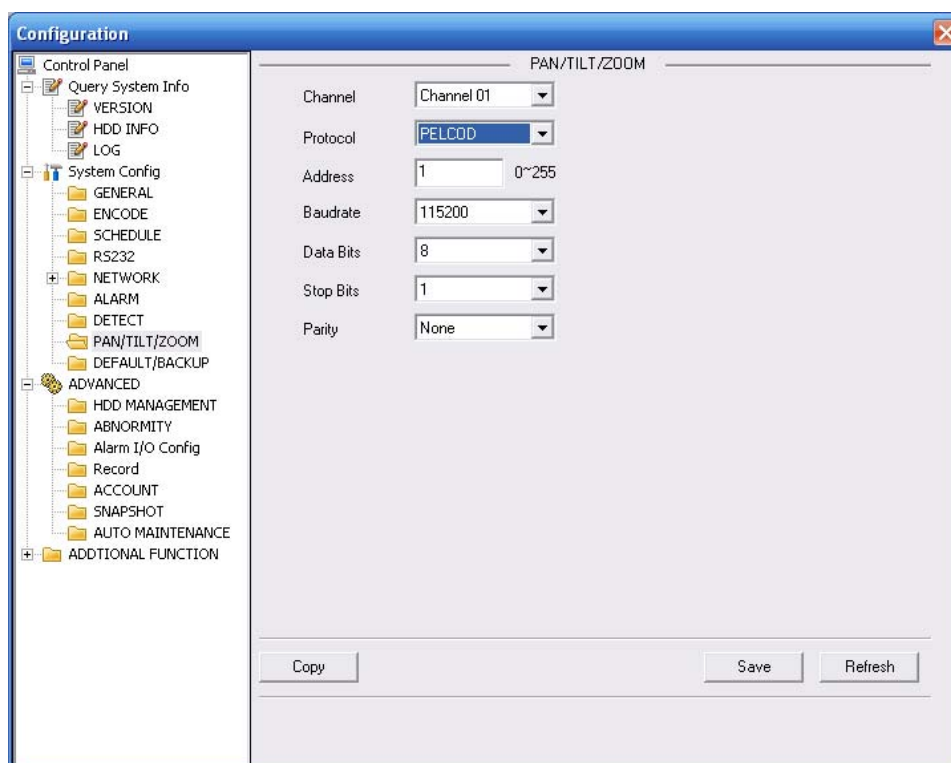 Configuration
Control Panel
Query System Info
VERSION
HDD INFO
LOG
System Config
GENERAL
ENCODE
SCHEDULE
RS232
NETWORK
ALARM
DETECT
PAN/TILT/ZOOM
DEFAULT/BACKUP
ADVANCED
HDD MANAGEMENT
ABNORMITY
Alarm I/O Config
Record
ACCOUNT
SNAPSHOT
AUTO MAINTENANCE
ADDTIONAL FUNCTION
PAN/TILT/ZOOM
Channel Channel 01
Protocol PELCOD
Address 1 0~255
Baudrate 115200
Data Bits 8
Stop Bits 1
Parity None
Copy Save Refresh